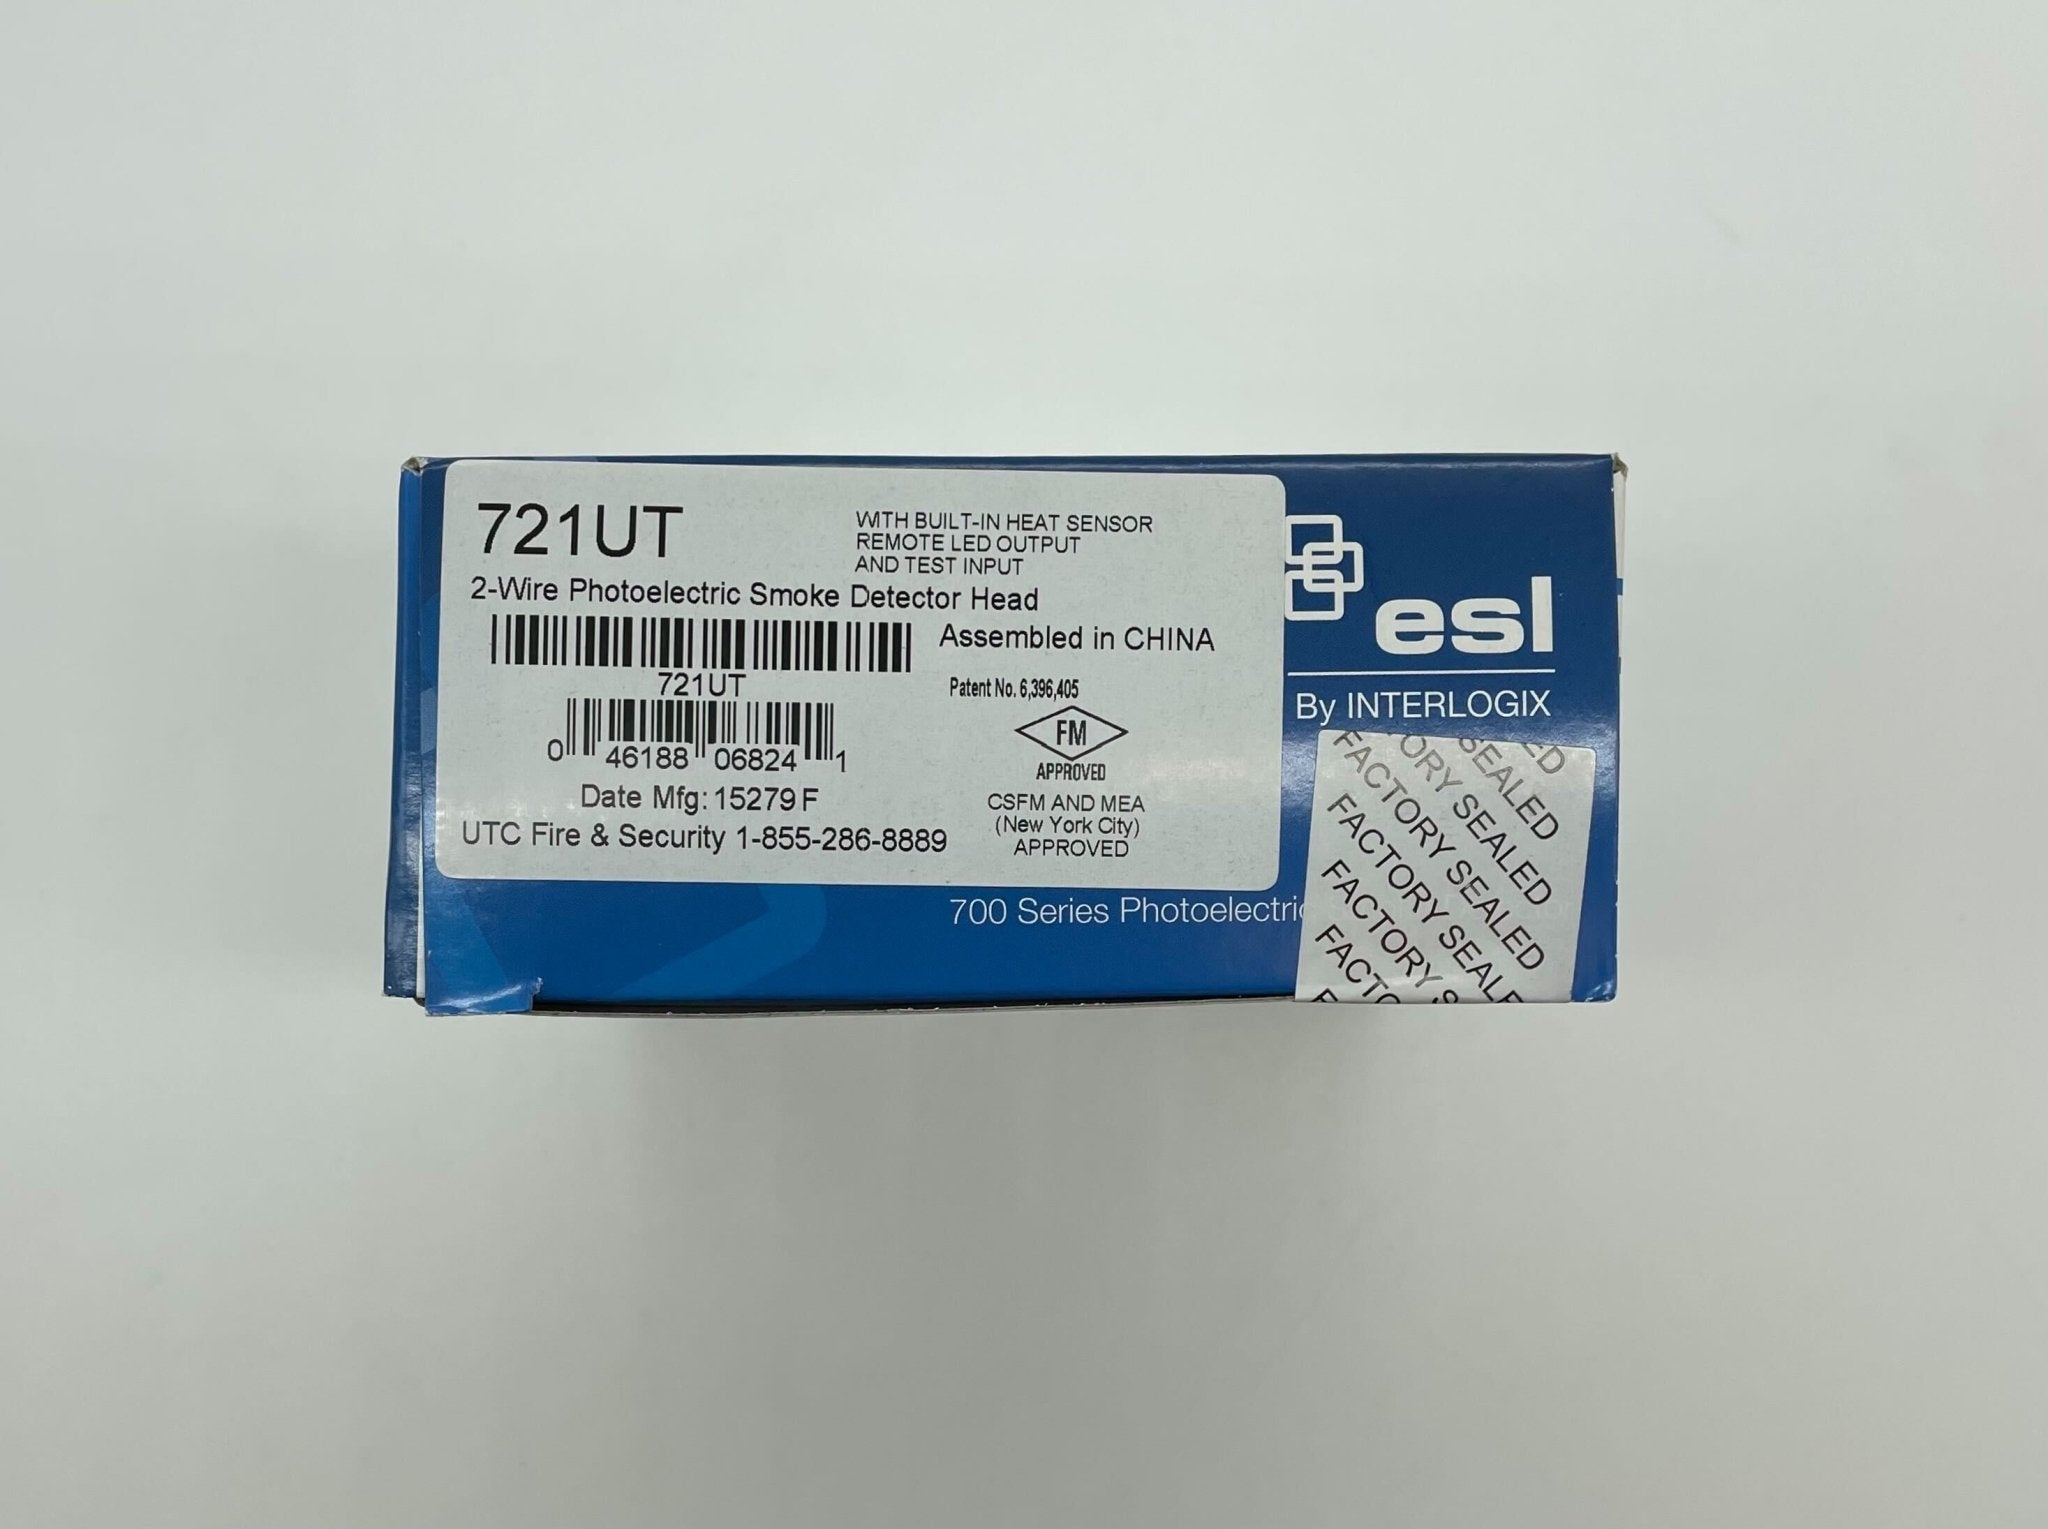 721UT
WITH BUILT-IN HEAT SENSOR
REMOTE LED OUTPUT
AND TEST INPUT
2-Wire Photoelectric Smoke Detector Head
Assembled in CHINA
721UT
Patent No. 6,396,405
0 46188 06824 1
FM
APPROVED
Date Mfg: 15279 F
CSFM AND MEA
(New York City)
APPROVED
UTC Fire & Security 1-855-286-8889
esl
By INTERLOGIX
700 Series Photoelectric
SEALED
FACTORY SEALED
FACTORY SEALED
FACTORY SEALED
FACTORY